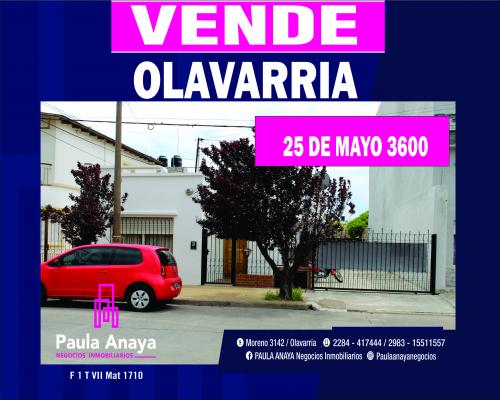 VENDE
OLAVARRIA
25 DE MAYO 3600
Paula Anaya
NEGOCIOS INMOBILIARIOS
Moreno 3142 / Olavarría 2284 - 417444 / 2983 - 15511557
PAULA ANAYA Negocios Inmobiliarios Paulaanayanegocios
F 1 T VII Mat 1710